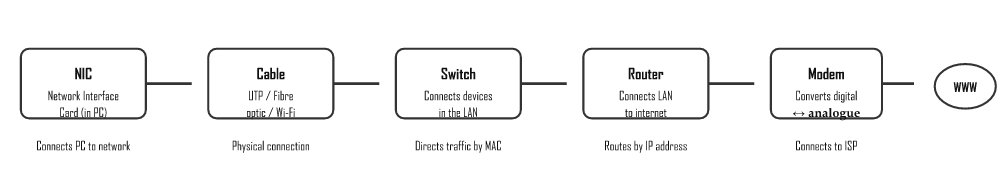 NIC
Network Interface
Card (in PC)
Connects PC to network
Cable
UTP / Fibre
optic / Wi-Fi
Physical connection
Switch
Connects devices
in the LAN
Directs traffic by MAC
Router
Connects LAN
to internet
Routes by IP address
Modem
Converts digital
↔ analogue
Connects to ISP
WWW